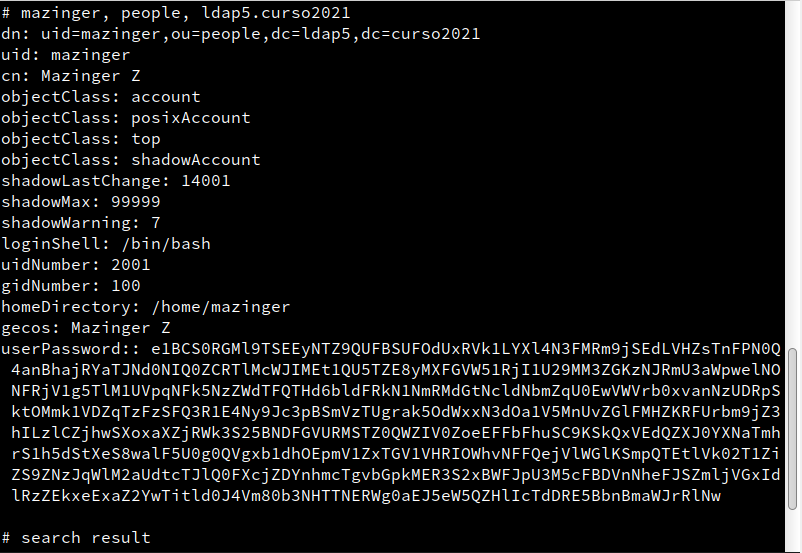 # mazinger, people, ldap5.curso2021
dn: uid=mazinger,ou=people,dc=ldap5,dc=curso2021
uid: mazinger
cn: Mazinger Z
objectClass: account
objectClass: posixAccount
objectClass: top
objectClass: shadowAccount
shadowLastChange: 14001
shadowMax: 99999
shadowWarning: 7
loginShell: /bin/bash
uidNumber: 2001
gidNumber: 100
homeDirectory: /home/mazinger
gecos: Mazinger Z
userPassword:: e1BCS0RGMl9TSEEyNTZ9QUFBSUFOdUxRVk1LYXl4N3FMRm9jSEdLVHZsTnFPN0Q
4anBhajRYaTJNd0NIQ0ZCRTlMcWJIMEt1QU5TZE8yMXFGVW51RjI1U29MM3ZGKzNJRmU3aWpwelNO
NFRjV1g5TlM1UVpqNFk5NzZWdTFQTHd6bldFRkN1NmRMdGtNcldNbmZqU0EwVWVrb0xvanNzUDRpS
ktOMmk1VDZqTzFzSFQ3R1E4Ny9Jc3pBSmVzTUgrak5OdWxxN3dOa1V5MnUvZGlFMHZKRFUrbm9jZ3
hILzlCZjhwSXoxaXZjRWk3S25BNDFGVURMSTZ0QWZIV0ZoeEFFbFhuSC9KSkQxVEdQZXJ0YXNaTmh
rS1h5dStXeS8walF5U0g0QVgxb1dhOEpmV1ZxTGV1VHRIOWhvNFFQejVlWGlKSmpQTEtlVk02T1Zi
ZS9ZNzJqWlM2aUdtcTJlQ0FXcjZDYnhmcTgvbGpkMER3S2xBWFJpU3M5cFBDVnNheFJSZmljVGxId
lRzZEkxeExaZ2YwTitld0J4Vm80b3NHTTNERWg0aEJ5eW5QZHlIcTdDRE5BbnBmaWJrRlNw
# search result